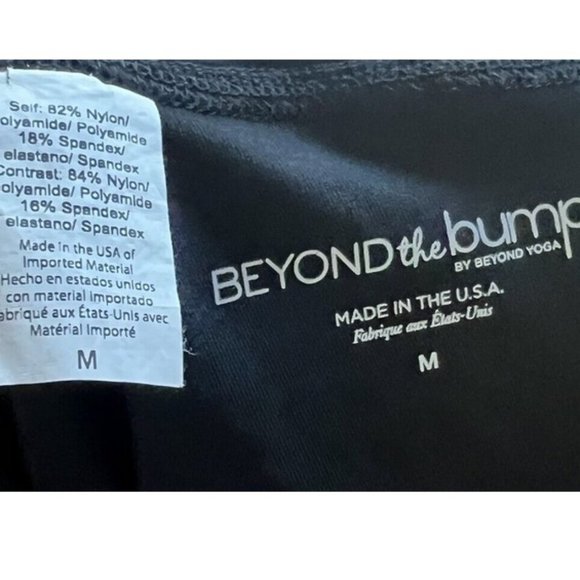 Self: 82% Nylon/
olyamide/ Polyamide
18% Spandex/
elastano/ Spandex
Contrast: 84% Nylon/
olyamide/ Polyamide
16% Spandex/
elastano/ Spandex
Made in the USA of
Imported Material
Hecho en estados unidos
con material importado
abriqué aux États-Unis avec
Matérial Importé
M
BEYOND the bump
BY BEYOND YOGA
MADE IN THE U.S.A.
Fabrique aux États-Unis
M